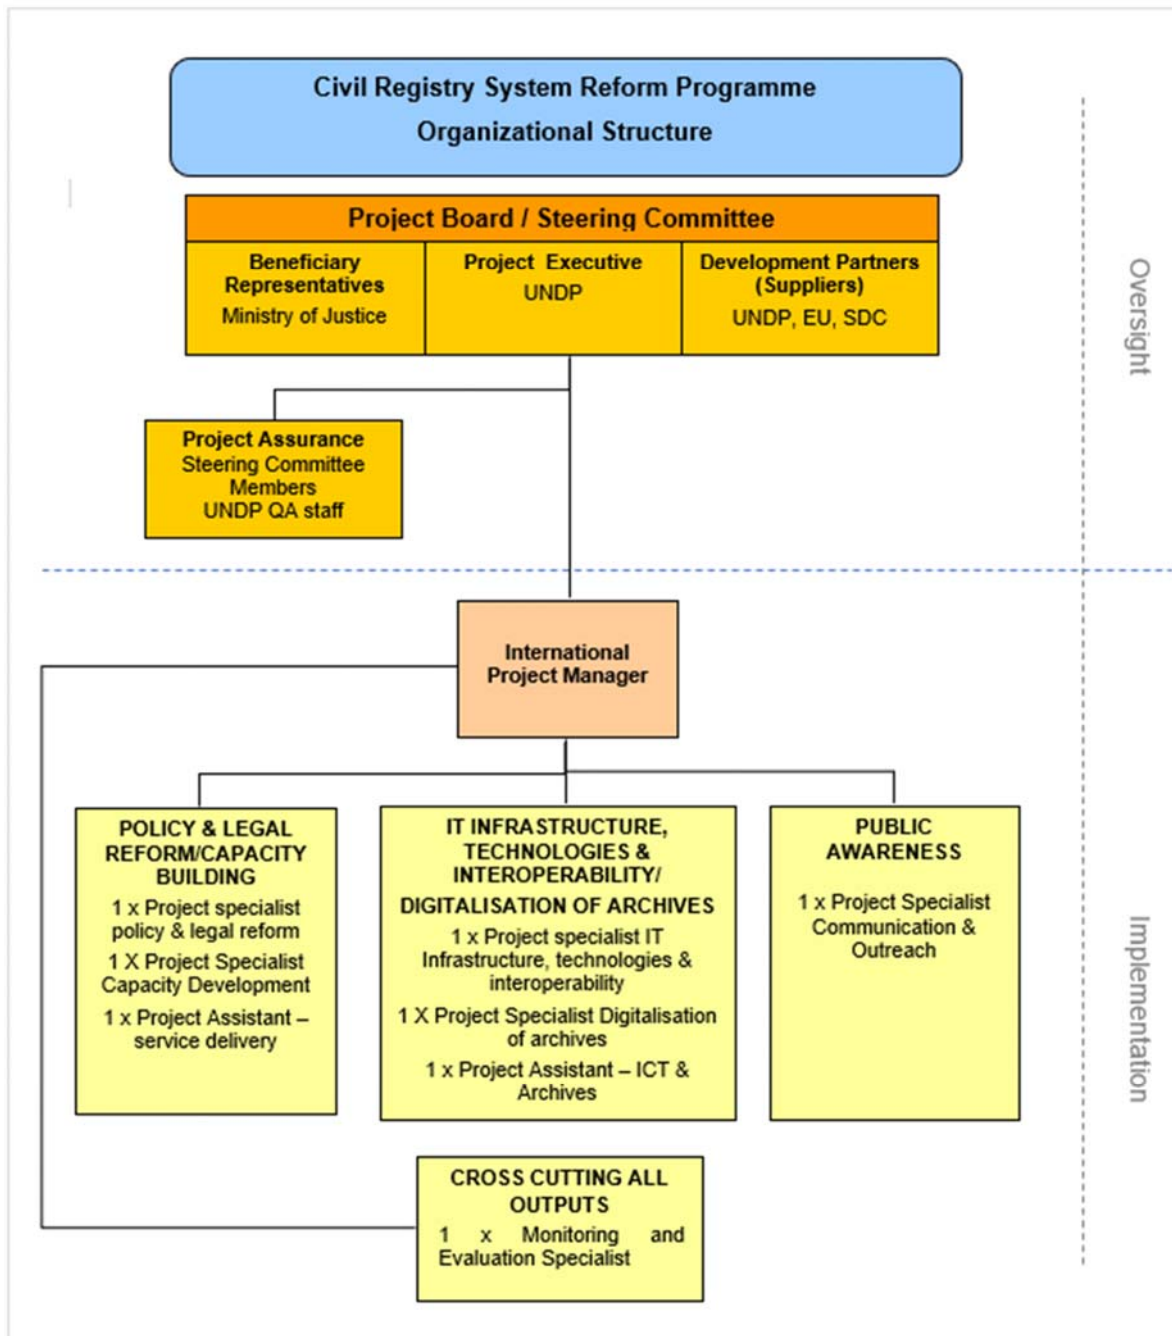 Civil Registry System Reform Programme
Organizational Structure
Project Board / Steering Committee
Beneficiary
Representatives
Ministry of Justice
Project Executive
UNDP
Development Partners
(Suppliers)
UNDP, EU, SDC
Oversight
Project Assurance
Steering Committee
Members
UNDP QA staff
International
Project Manager
POLICY & LEGAL
REFORM/CAPACITY
BUILDING
1 x Project specialist
policy & legal reform
1 X Project Specialist
Capacity Development
1 x Project Assistant –
service delivery
IT INFRASTRUCTURE,
TECHNOLOGIES &
INTEROPERABILITY/
DIGITALISATION OF ARCHIVES
1 x Project specialist IT
Infrastructure, technologies &
interoperability
1 X Project Specialist Digitalisation
of archives
1 x Project Assistant – ICT &
Archives
PUBLIC
AWARENESS
1 x Project Specialist
Communication &
Outreach
Implementation
CROSS CUTTING ALL
OUTPUTS
1 x Monitoring and
Evaluation Specialist